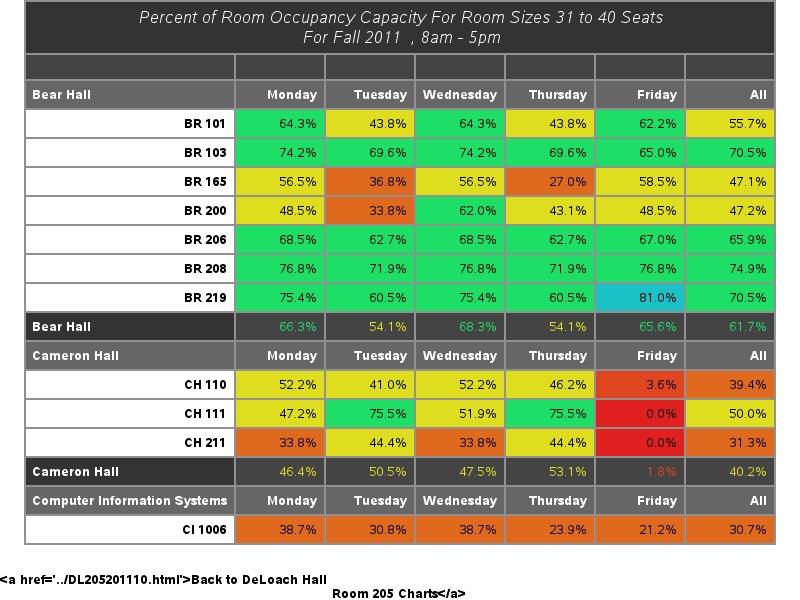 Percent of Room Occupancy Capacity For Room Sizes 31 to 40 Seats
For Fall 2011 , 8am - 5pm
Bear Hall Monday Tuesday Wednesday Thursday Friday All
BR 101 64.3% 43.8% 64.3% 43.8% 62.2% 55.7%
BR 103 74.2% 69.6% 74.2% 69.6% 65.0% 70.5%
BR 165 56.5% 36.8% 56.5% 27.0% 58.5% 47.1%
BR 200 48.5% 33.8% 62.0% 43.1% 48.5% 47.2%
BR 206 68.5% 62.7% 68.5% 62.7% 67.0% 65.9%
BR 208 76.8% 71.9% 76.8% 71.9% 76.8% 74.9%
BR 219 75.4% 60.5% 75.4% 60.5% 81.0% 70.5%
Bear Hall 66.3% 54.1% 68.3% 54.1% 65.6% 61.7%
Cameron Hall Monday Tuesday Wednesday Thursday Friday All
CH 110 52.2% 41.0% 52.2% 46.2% 3.6% 39.4%
CH 111 47.2% 75.5% 51.9% 75.5% 0.0% 50.0%
CH 211 33.8% 44.4% 33.8% 44.4% 0.0% 31.3%
Cameron Hall 46.4% 50.5% 47.5% 53.1% 1.8% 40.2%
Computer Information Systems Monday Tuesday Wednesday Thursday Friday All
CI 1006 38.7% 30.8% 38.7% 23.9% 21.2% 30.7%
<a href='../DL205201110.html'>Back to DeLoach Hall
Room 205 Charts</a>